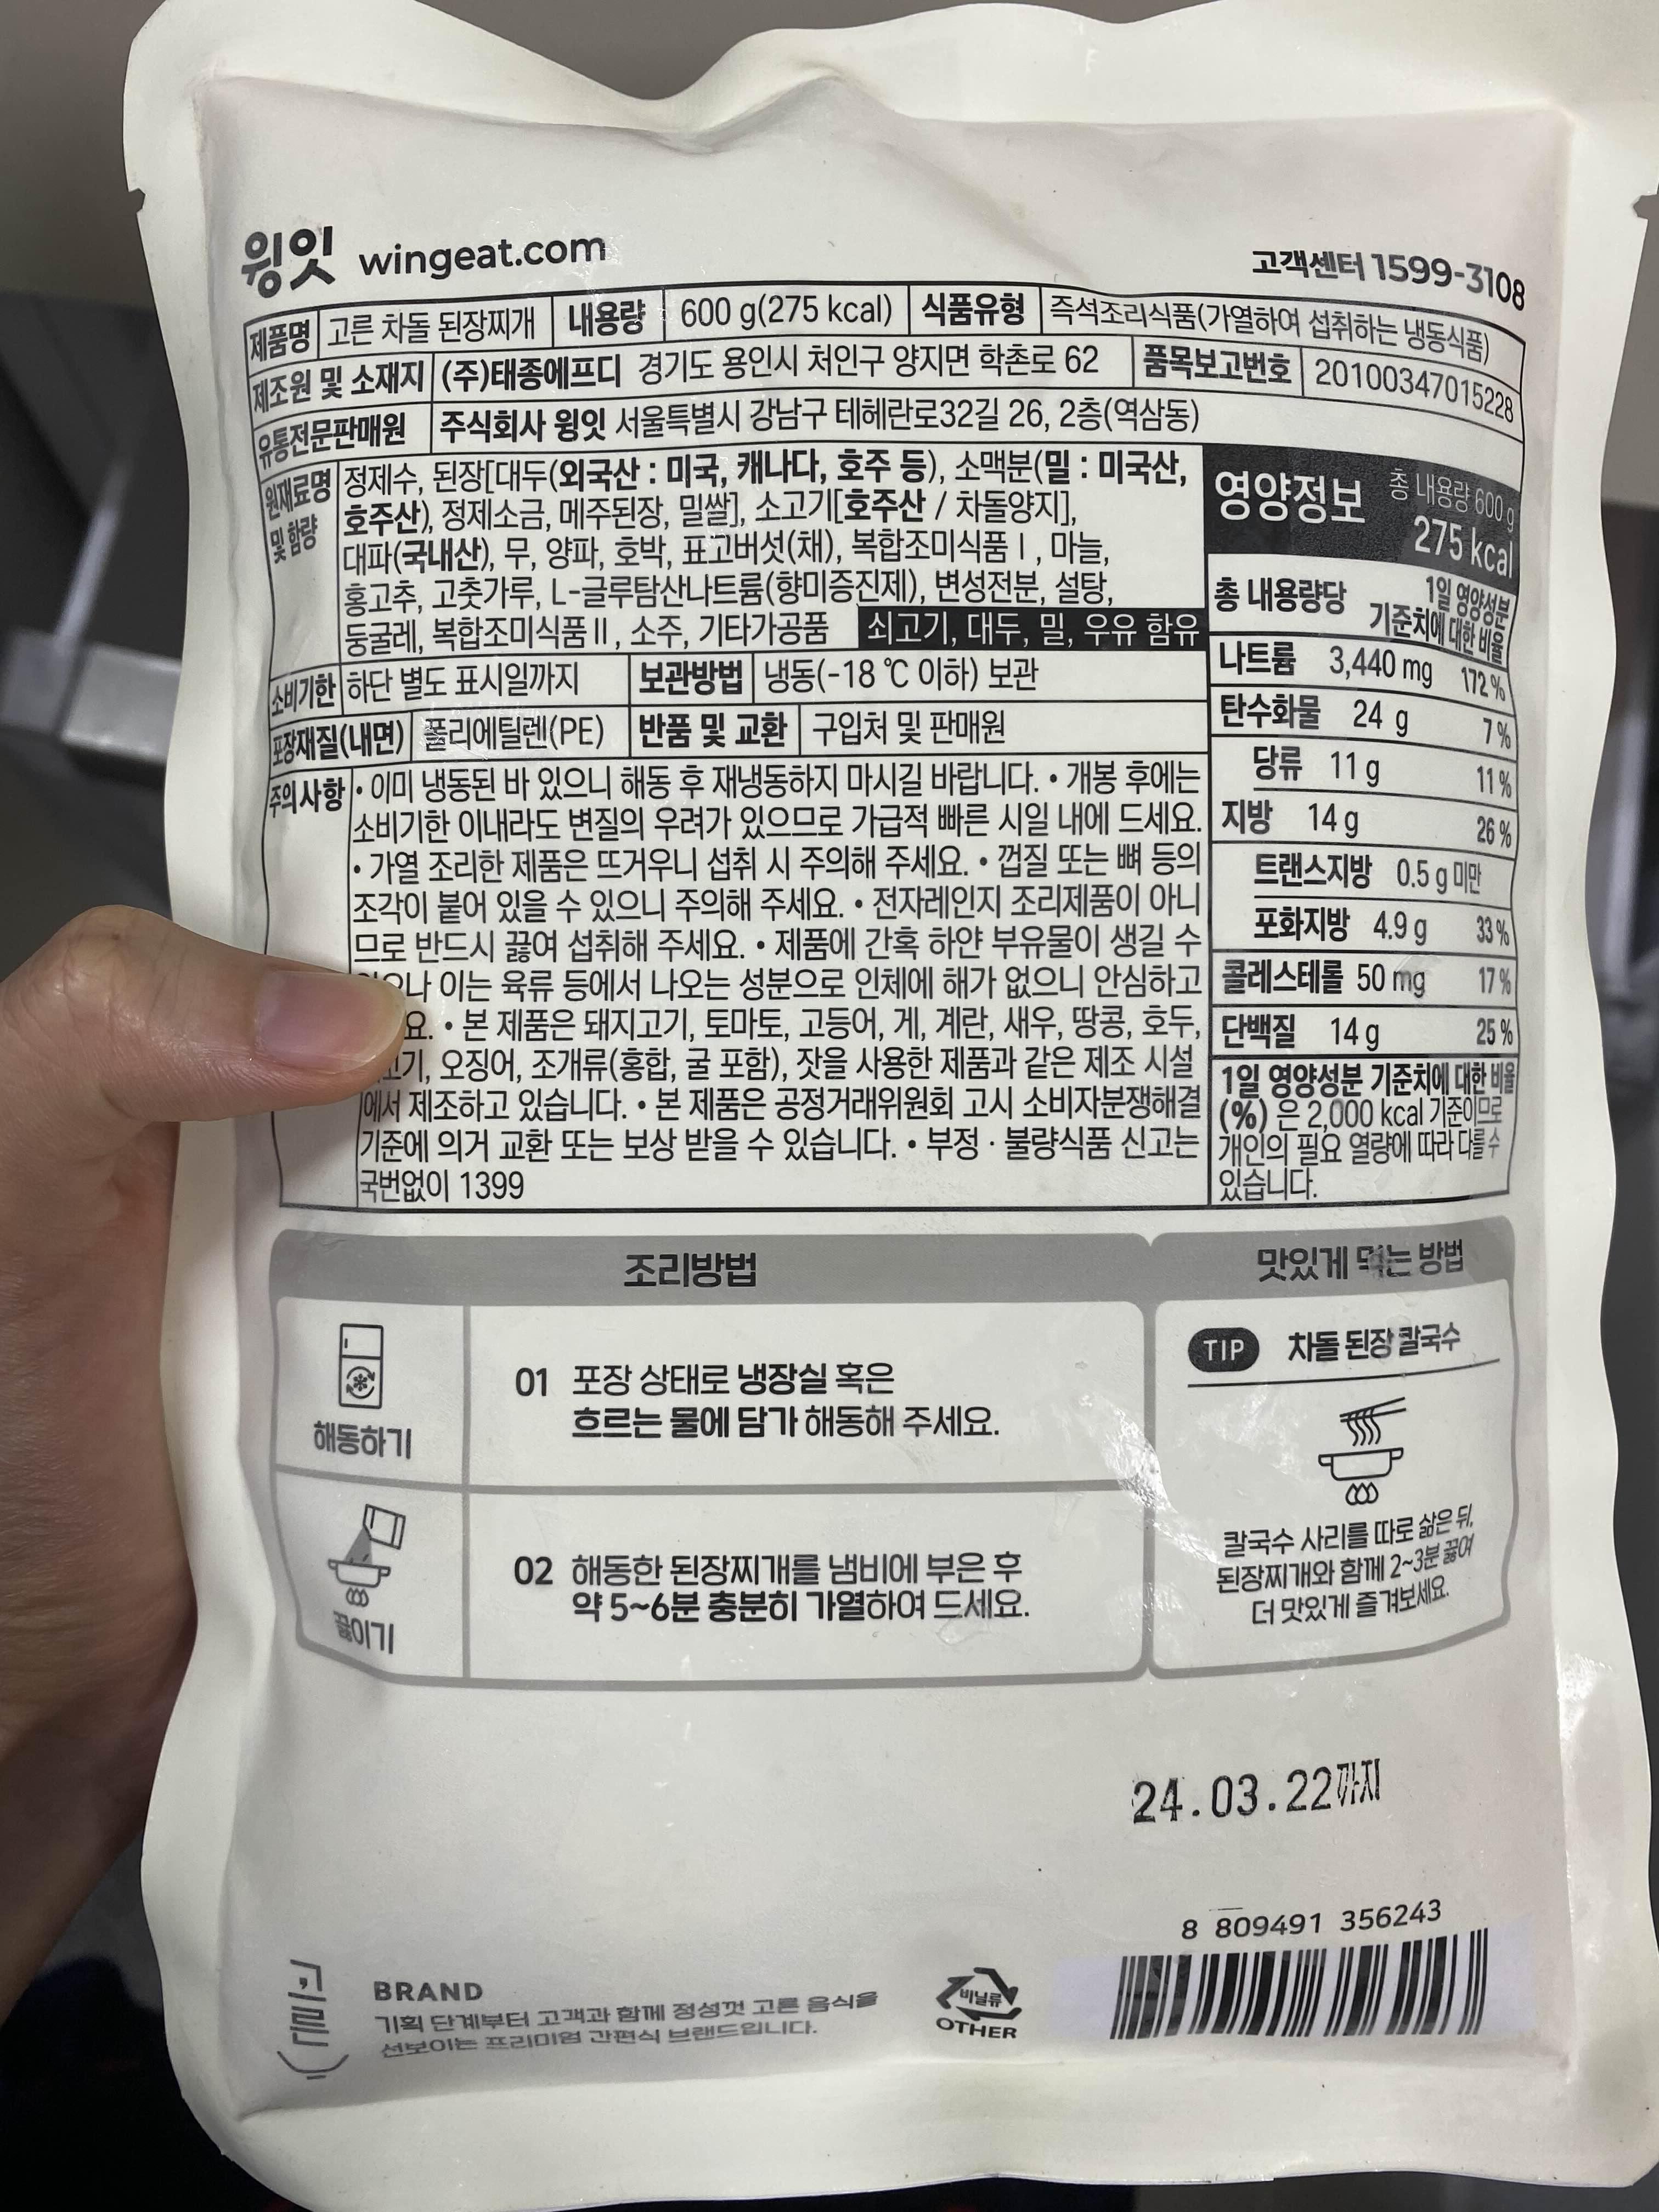 윙잇 wingeat.com
고객센터 1599-3108
제품명 고른 차돌 된장찌개 내용량 600 g(275 kcal) 식품유형 즉석조리식품(가열하여 섭취하는 냉동식품)
제조원 및 소재지 (주)태종에프디 경기도 용인시 처인구 양지면 학촌로 62 품목보고번호 20100347015228
유통전문판매원 주식회사 윙잇 서울특별시 강남구 테헤란로32길 26, 2층(역삼동)
원재료명 및 함량
정제수, 된장[대두(외국산 : 미국, 캐나다, 호주 등), 소맥분(밀 : 미국산,
호주산), 정제소금, 메주된장, 밀쌀], 소고기[호주산 / 차돌양지],
대파(국내산), 무, 양파, 호박, 표고버섯(채), 복합조미식품Ⅰ, 마늘,
홍고추, 고춧가루, L-글루탐산나트륨(향미증진제), 변성전분, 설탕,
둥굴레, 복합조미식품Ⅱ, 소주, 기타가공품 쇠고기, 대두, 밀, 우유 함유
소비기한 하단 별도 표시일까지 보관방법 냉동(-18 ℃ 이하) 보관
포장재질(내면) 폴리에틸렌(PE) 반품 및 교환 구입처 및 판매원
주의사항 • 이미 냉동된 바 있으니 해동 후 재냉동하지 마시길 바랍니다. • 개봉 후에는
소비기한 이내라도 변질의 우려가 있으므로 가급적 빠른 시일 내에 드세요.
• 가열 조리한 제품은 뜨거우니 섭취 시 주의해 주세요. • 껍질 또는 뼈 등의
조각이 붙어 있을 수 있으니 주의해 주세요. • 전자레인지 조리제품이 아니
므로 반드시 끓여 섭취해 주세요. • 제품에 간혹 하얀 부유물이 생길 수
이는 육류 등에서 나오는 성분으로 인체에 해가 없으니 안심하고
요. • 본 제품은 돼지고기, 토마토, 고등어, 게, 계란, 새우, 땅콩, 호두,
고기, 오징어, 조개류(홍합, 굴 포함), 잣을 사용한 제품과 같은 제조 시설
에서 제조하고 있습니다. • 본 제품은 공정거래위원회 고시 소비자분쟁해결
기준에 의거 교환 또는 보상 받을 수 있습니다. • 부정 · 불량식품 신고는
국번없이 1399
영양정보 총 내용량 600 g
275 kcal
총 내용량당 1일 영양성분
기준치에 대한 비율
나트륨 3,440 mg 172 %
탄수화물 24 g 7 %
당류 11 g 11 %
지방 14 g 26 %
트랜스지방 0.5 g 미만
포화지방 4.9 g 33 %
콜레스테롤 50 mg 17 %
단백질 14 g 25 %
1일 영양성분 기준치에 대한 비율
(%) 은 2,000 kcal 기준이므로
개인의 필요 열량에 따라 다를 수
있습니다.
조리방법
해동하기
01 포장 상태로 냉장실 혹은
흐르는 물에 담가 해동해 주세요.
끓이기
02 해동한 된장찌개를 냄비에 부은 후
약 5~6분 충분히 가열하여 드세요.
맛있게 먹는 방법
TIP 차돌 된장 칼국수
칼국수 사리를 따로 삶은 뒤,
된장찌개와 함께 2~3분 끓여
더 맛있게 즐겨보세요.
24.03.22까지
8 809491 356243
고른
BRAND
기획 단계부터 고객과 함께 정성껏 고른 음식을
선보이는 프리미엄 간편식 브랜드입니다.
비닐류
OTHER